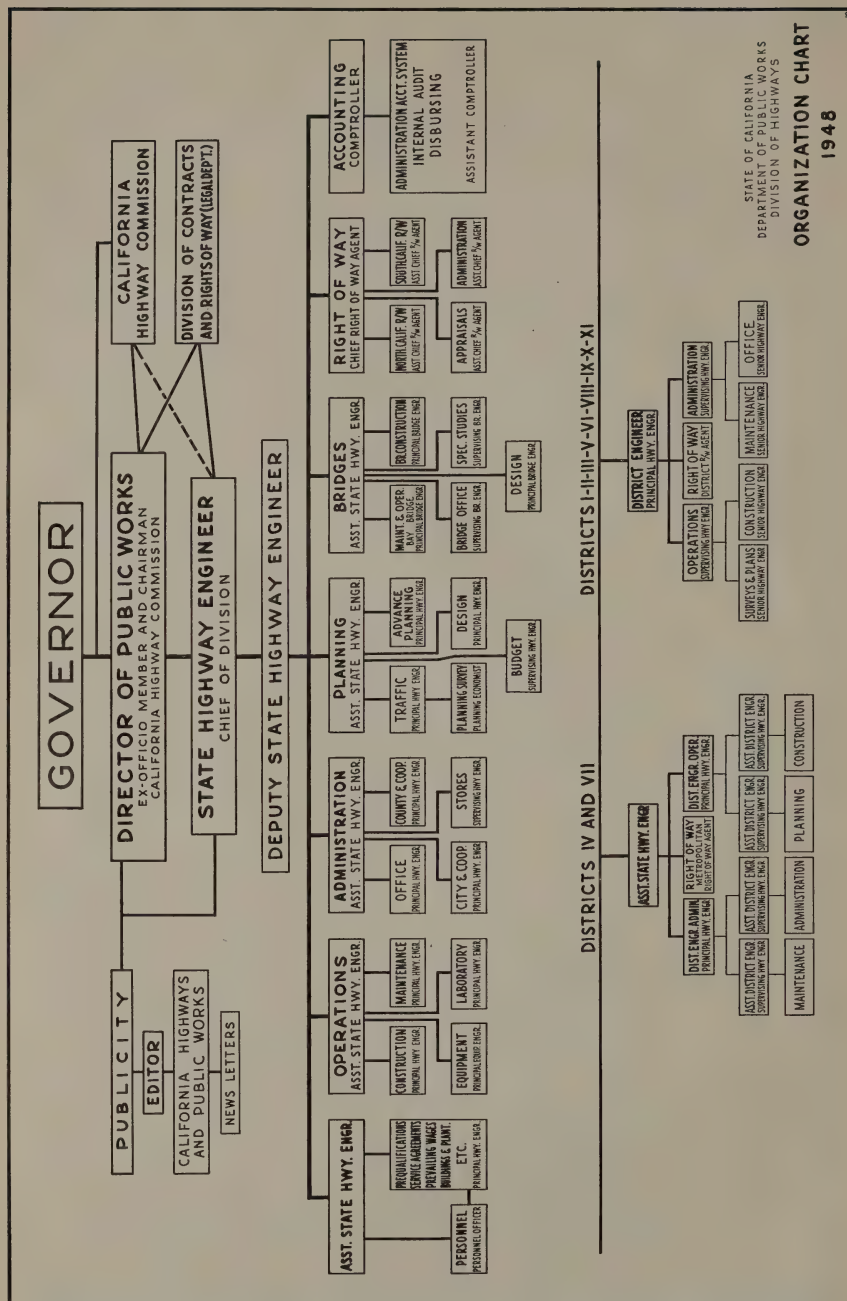 GOVERNOR
CALIFORNIA
HIGHWAY COMMISSION
DIVISION OF CONTRACTS
AND RIGHTS OF WAY (LEGAL DEP'T.)
DIRECTOR OF PUBLIC WORKS
EX-OFFICIO MEMBER AND CHAIRMAN
CALIFORNIA HIGHWAY COMMISSION
STATE HIGHWAY ENGINEER
CHIEF OF DIVISION
DEPUTY STATE HIGHWAY ENGINEER
PUBLICITY
EDITOR
CALIFORNIA HIGHWAYS
AND PUBLIC WORKS
NEWS LETTERS
ASST. STATE HWY. ENGR.
PREQUALIFICATIONS
SERVICE AGREEMENTS
PREVAILING WAGES
BUILDINGS & PLANT.
ETC.
PRINCIPAL HWY. ENGR.
PERSONNEL
PERSONNEL OFFICER
OPERATIONS
ASST. STATE HWY. ENGR.
CONSTRUCTION
PRINCIPAL HWY. ENGR.
MAINTENANCE
PRINCIPAL HWY. ENGR.
EQUIPMENT
PRINCIPAL EQUIP. ENGR.
LABORATORY
PRINCIPAL HWY. ENGR.
ADMINISTRATION
ASST. STATE HWY. ENGR.
OFFICE
PRINCIPAL HWY. ENGR.
COUNTY & COOP.
PRINCIPAL HWY. ENGR.
CITY & COOP.
PRINCIPAL HWY. ENGR.
STORES
SUPERVISING HWY. ENGR.
PLANNING
ASST. STATE HWY. ENGR.
TRAFFIC
PRINCIPAL HWY. ENGR.
ADVANCE
PLANNING
PRINCIPAL HWY. ENGR.
PLANNING SURVEY
PLANNING ECONOMIST
DESIGN
PRINCIPAL HWY. ENGR.
BUDGET
SUPERVISING HWY. ENGR.
BRIDGES
ASST. STATE HWY. ENGR.
MAINT. & OPER.
BAY BRIDGE
PRINCIPAL BRIDGE ENGR.
BR. CONSTRUCTION
PRINCIPAL BRIDGE ENGR.
BRIDGE OFFICE
SUPERVISING BR. ENGR.
SPEC. STUDIES
SUPERVISING BR. ENGR.
DESIGN
PRINCIPAL BRIDGE ENGR.
RIGHT OF WAY
CHIEF RIGHT OF WAY AGENT
NORTH. CALIF. R/W
ASST. CHIEF R/W AGENT
SOUTH. CALIF. R/W
ASST. CHIEF R/W AGENT
APPRAISALS
ASST. CHIEF R/W AGENT
ADMINISTRATION
ASST. CHIEF R/W AGENT
ACCOUNTING
COMPTROLLER
ADMINISTRATION ACCT. SYSTEM
INTERNAL AUDIT
DISBURSING
ASSISTANT COMPTROLLER
DISTRICTS IV AND VII
ASST. STATE HWY. ENGR
DIST. ENGR. ADMIN.
PRINCIPAL HWY. ENGR
RIGHT OF WAY
METROPOLITAN
RIGHT OF WAY AGENT
DIST. ENGR. OPER.
PRINCIPAL HWY. ENGR.
ASST. DISTRICT ENGR.
SUPERVISING HWY. ENGR
ASST. DISTRICT ENGR.
SUPERVISING HWY. ENGR.
ASST. DISTRICT ENGR
SUPERVISING HWY. ENGR.
ASST. DISTRICT ENGR.
SUPERVISING HWY. ENGR.
MAINTENANCE
ADMINISTRATION
PLANNING
CONSTRUCTION
DISTRICTS I-II-III-V-VI-VIII-IX-X-XI
DISTRICT ENGINEER
PRINCIPAL HWY. ENGR.
OPERATIONS
SUPERVISING HWY. ENGR
RIGHT OF WAY
DISTRICT R/W AGENT
ADMINISTRATION
SUPERVISING HWY. ENGR.
SURVEYS & PLANS
SENIOR HIGHWAY ENGR
CONSTRUCTION
SENIOR HIGHWAY ENGR.
MAINTENANCE
SENIOR HIGHWAY ENGR.
OFFICE
SENIOR HIGHWAY ENGR.
STATE OF CALIFORNIA
DEPARTMENT OF PUBLIC WORKS
DIVISION OF HIGHWAYS
ORGANIZATION CHART
1948